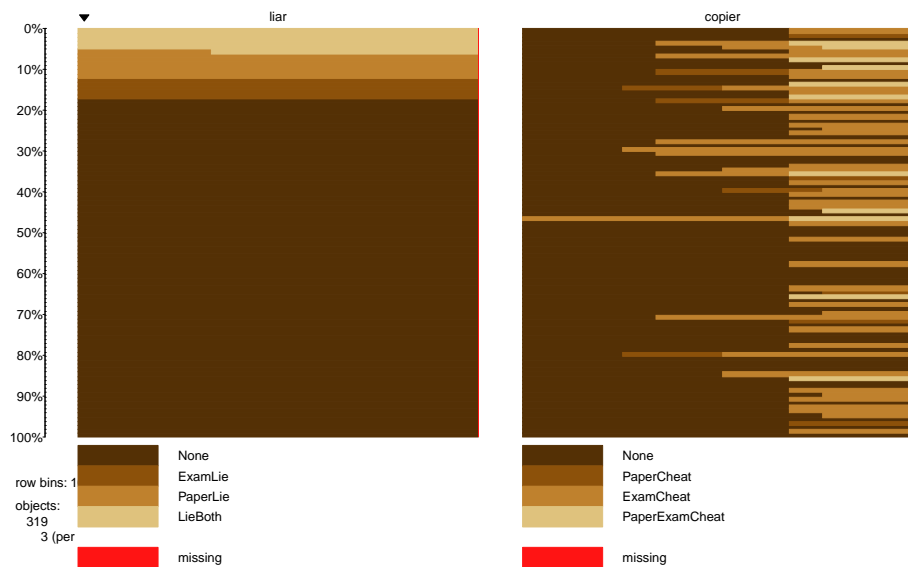 liar
copier
0%
10%
20%
30%
40%
50%
60%
70%
80%
90%
100%
None
ExamLie
PaperLie
LieBoth
missing
row bins: 1
objects:
319
3 (per
None
PaperCheat
ExamCheat
PaperExamCheat
missing